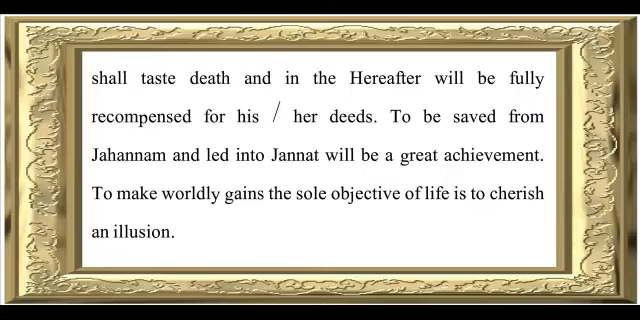 shall taste death and in the Hereafter will be fully
recompensed for his / her deeds. To be saved from
Jahannam and led into Jannat will be a great achievement.
To make worldly gains the sole objective of life is to cherish
an illusion.